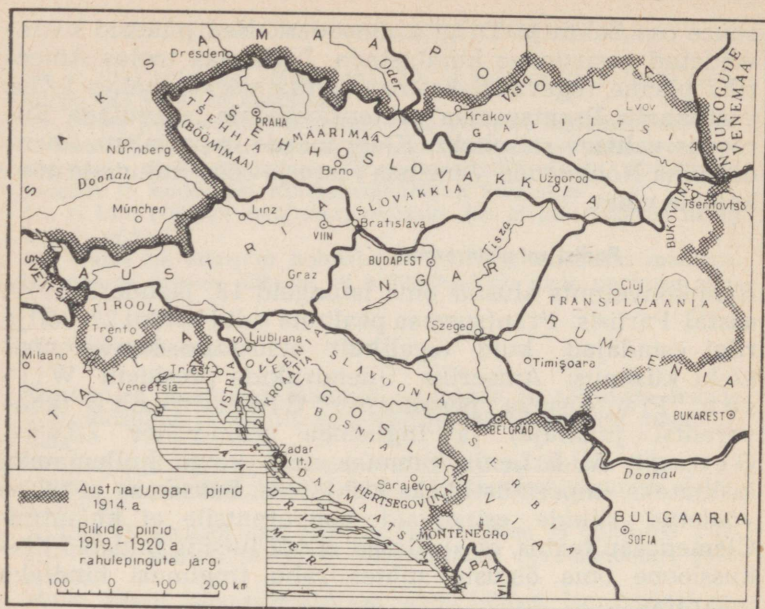 SAKSAMAA
POOLA
Dresden
Oder
Visla
Krakov
Lvov
GALIITSIA
NÕUKOGUDE
VENEMAA
TŠEHHOSLOVAKKIA
TŠEHHIA
(BÖÖMIMAA)
PRAHA
MÄÄRIMAA
Brno
Nürnberg
Doonau
München
SLOVAKKIA
Užgorod
Tšernovtsõ
BUKOVIINA
Linz
VIIN
Bratislava
AUSTRIA
ŠVEITS
BUDAPEST
Tisza
UNGARI
Graz
Cluj
TRANSILVAANIA
RUMEENIA
TIROOL
Trento
Ljubljana
SLOVEENIA
KROAATIA
Szeged
Timișoara
Milaano
Veneetsia
Triest
ISTRIA
ITAALIA
SLAVOONIA
JUGOSLAAVIA
BOSNIA
BELGRAD
BUKAREST
Zadar
(It.)
Sarajevo
HERTSEGOVIINA
SERBIA
Doonau
DALMAATSIA
AADRIA
MERI
MONTENEGRO
BULGAARIA
SOFIA
ALBAANIA
Austria-Ungari piirid
1914.a.
Riikide piirid
1919-1920.a
rahulepingute järg.
100 0 100 200 km